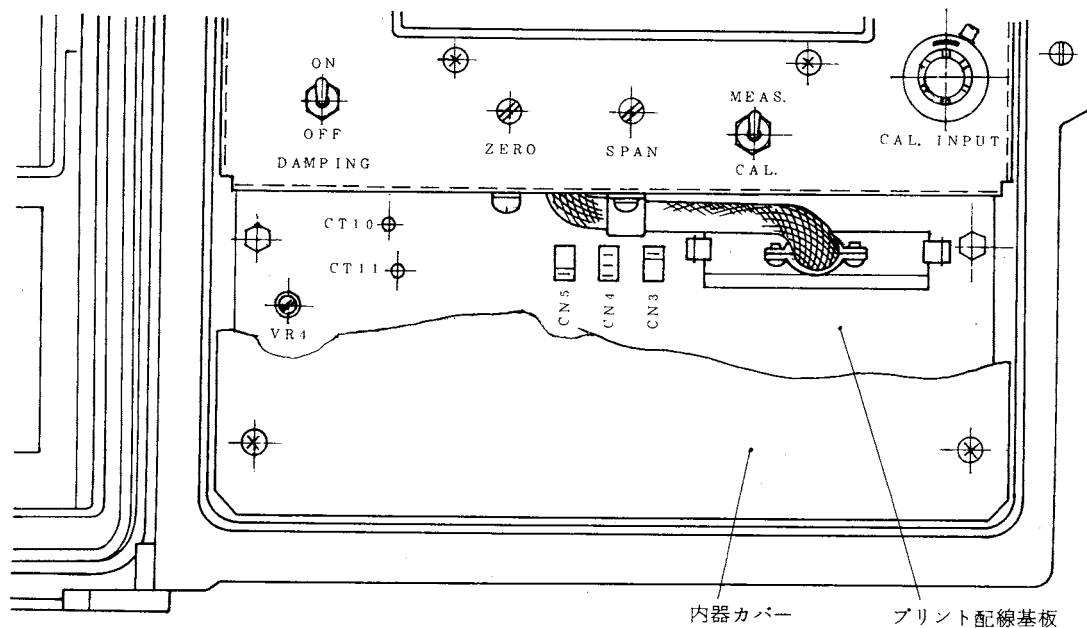 ON
OFF
DAMPING
ZERO
SPAN
MEAS.
CAL.
CAL. INPUT
CT10
CT11
VR4
CN5
CN4
CN3
内器カバー
プリント配線基板